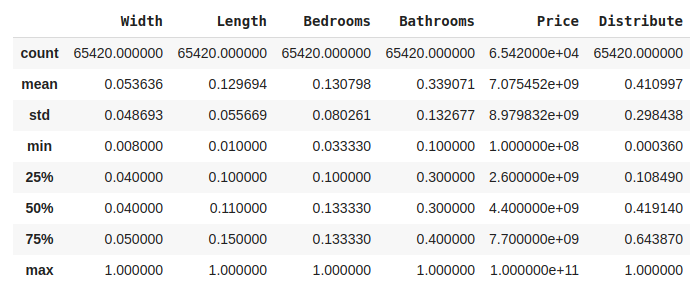 Width Length Bedrooms Bathrooms Price Distribute
count 65420.000000 65420.000000 65420.000000 65420.000000 6.542000e+04 65420.000000
mean 0.053636 0.129694 0.130798 0.339071 7.075452e+09 0.410997
std 0.048693 0.055669 0.080261 0.132677 8.979832e+09 0.298438
min 0.008000 0.010000 0.033330 0.100000 1.000000e+08 0.000360
25% 0.040000 0.100000 0.100000 0.300000 2.600000e+09 0.108490
50% 0.040000 0.110000 0.133330 0.300000 4.400000e+09 0.419140
75% 0.050000 0.150000 0.133330 0.400000 7.700000e+09 0.643870
max 1.000000 1.000000 1.000000 1.000000 1.000000e+11 1.000000